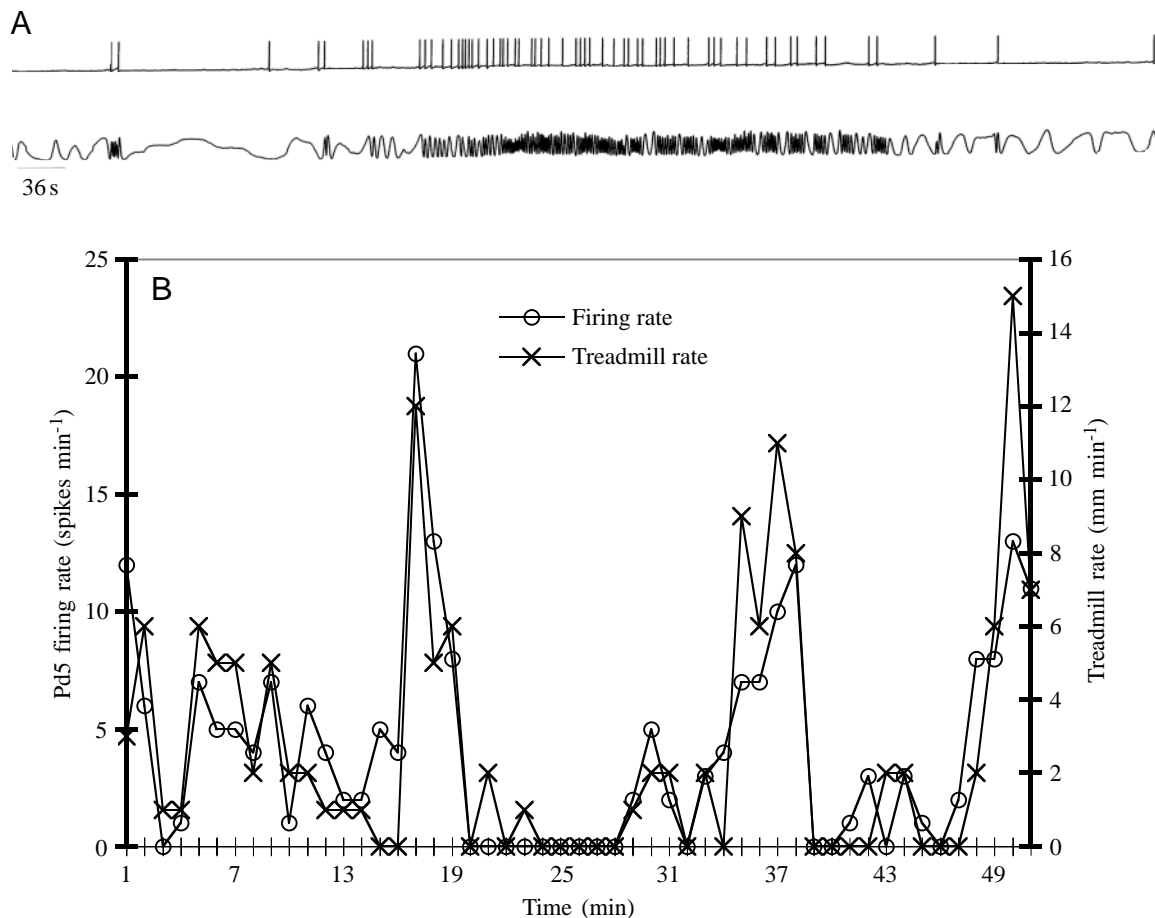 A
36 s
B
Firing rate
Treadmill rate
25
20
15
10
5
0
Pd5 firing rate (spikes min-1)
16
14
12
10
8
6
4
2
0
Treadmill rate (mm min-1)
1 7 13 19 25 31 37 43 49
Time (min)